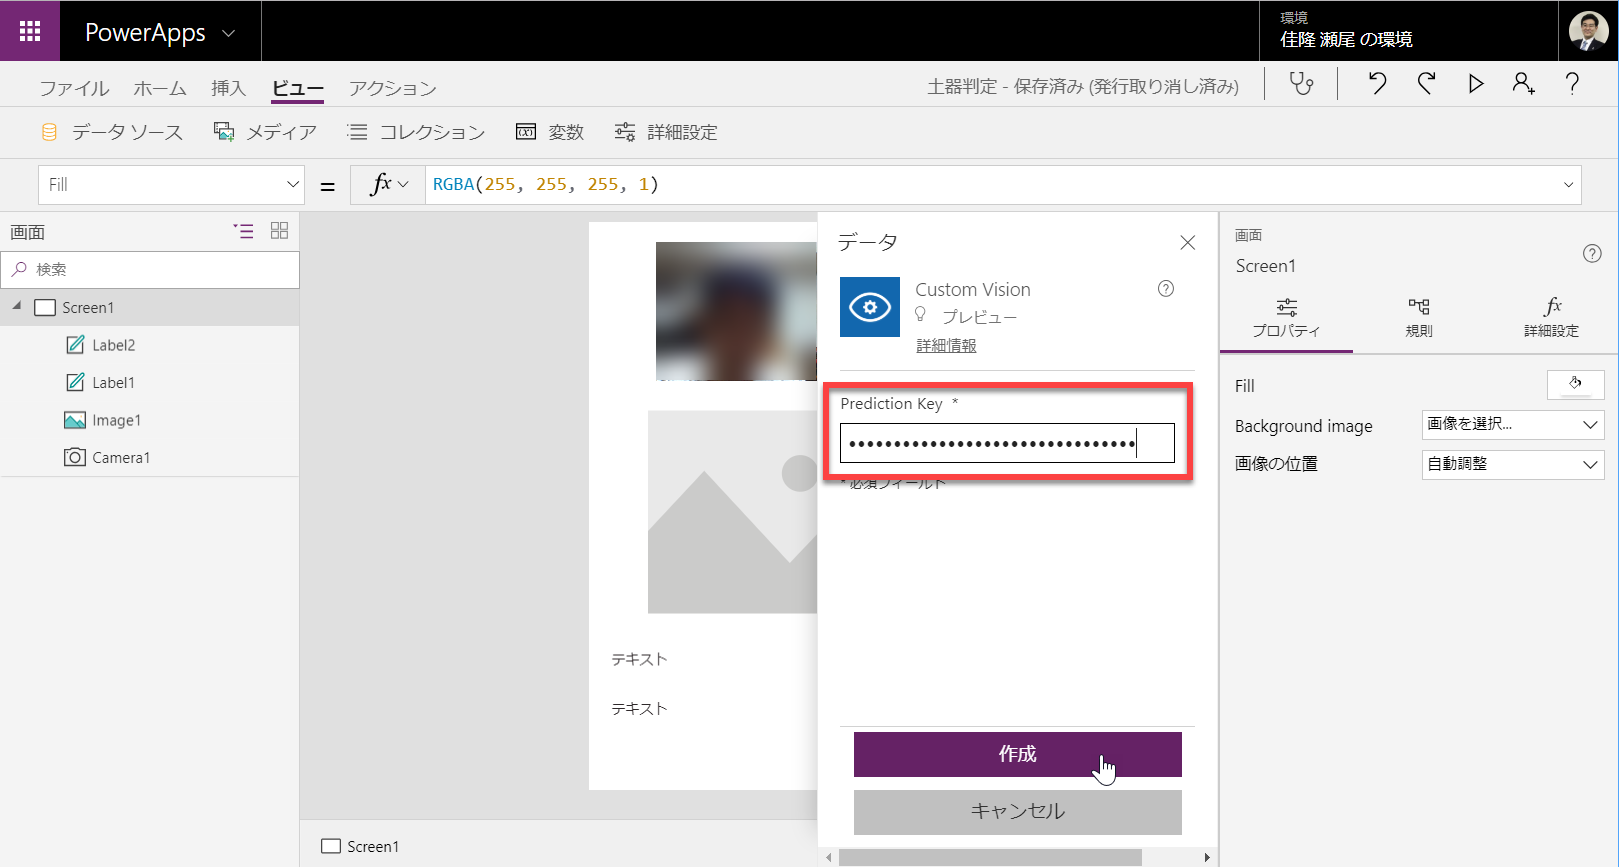 PowerApps
環境
佳隆 瀬尾 の環境
ファイル ホーム 挿入 ビュー アクション
土器判定 - 保存済み (発行取り消し済み)
データ ソース メディア コレクション 変数 詳細設定
Fill
= fx RGBA(255, 255, 255, 1)
画面
検索
Screen1
Label2
Label1
Image1
Camera1
テキスト
テキスト
Screen1
データ
Custom Vision
プレビュー
詳細情報
Prediction Key *
••••••••••••••••••••••••••••••••
* 必須フィールド
作成
キャンセル
画面
Screen1
プロパティ 規則 詳細設定
Fill
Background image 画像を選択...
画像の位置 自動調整